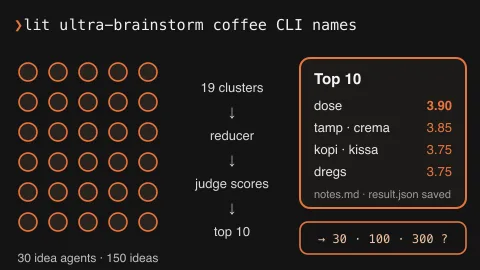 ❯lit ultra-brainstorm coffee CLI names
19 clusters
↓
reducer
↓
judge scores
↓
top 10
30 idea agents · 150 ideas
Top 10
dose 3.90
tamp · crema 3.85
kopi · kissa 3.75
dregs 3.75
notes.md · result.json saved
→ 30 · 100 · 300 ?